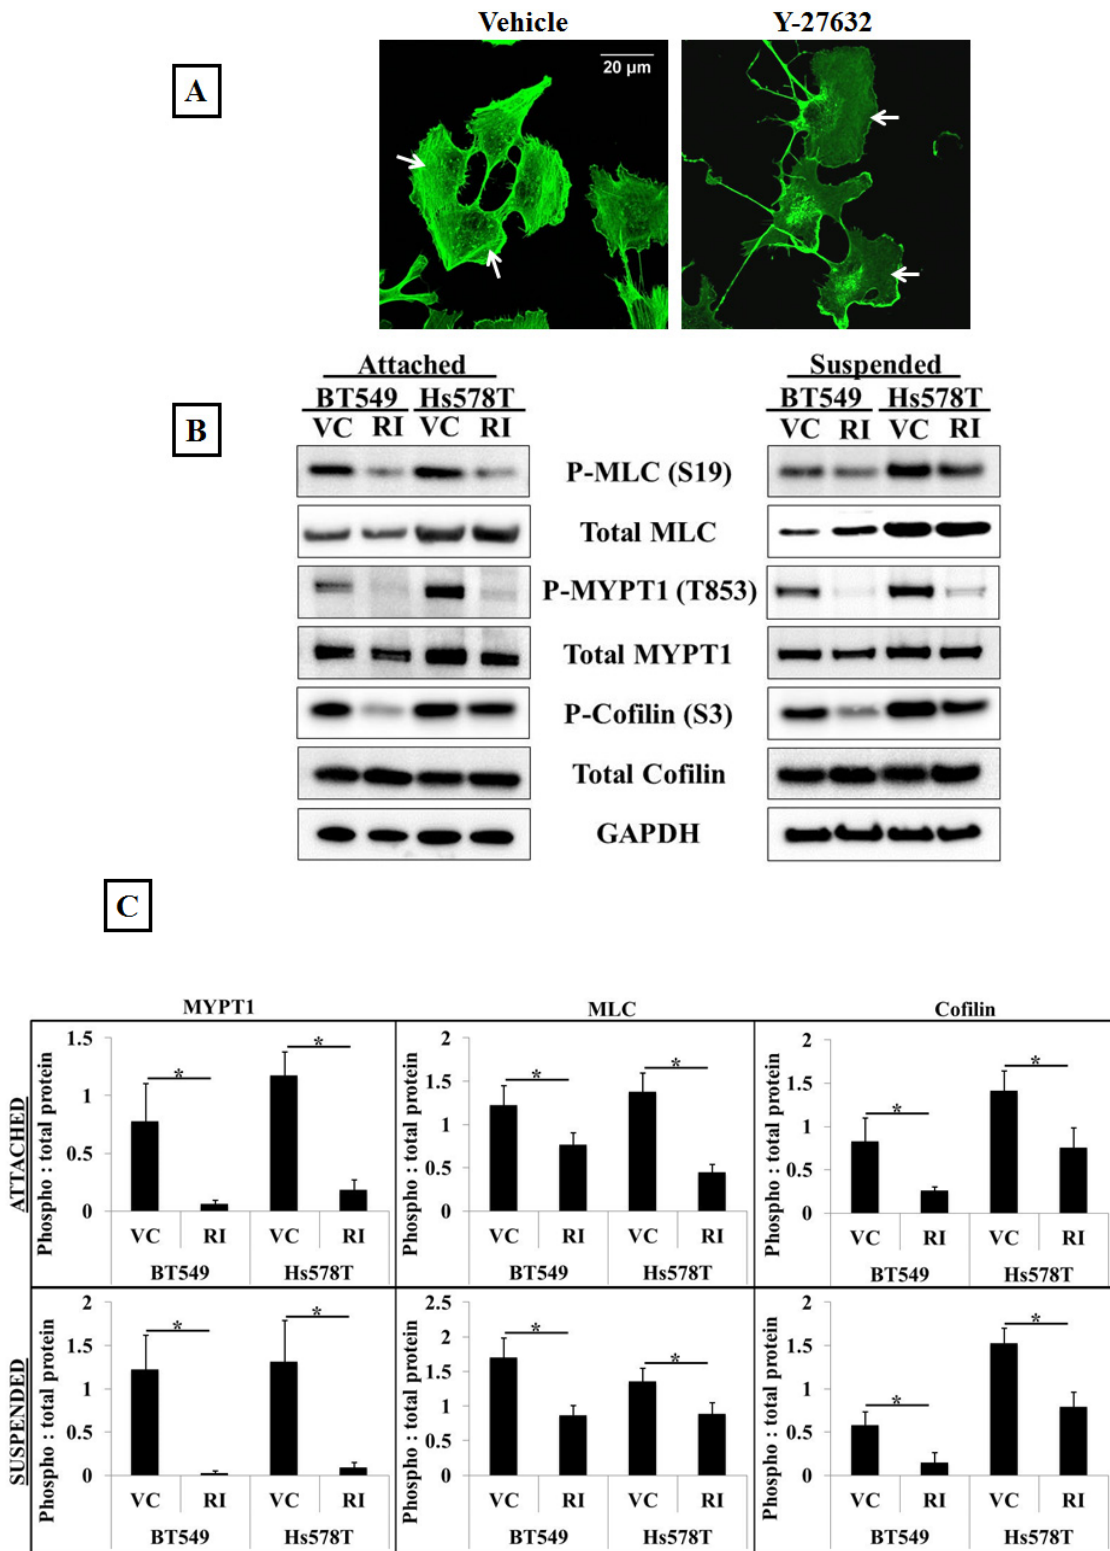 Vehicle Y-27632
A
20 μm
Attached Suspended
BT549 Hs578T BT549 Hs578T
B
VC RI VC RI VC RI VC RI
P-MLC (S19)
Total MLC
P-MYPT1 (T853)
Total MYPT1
P-Cofilin (S3)
Total Cofilin
GAPDH
C
MYPT1 MLC Cofilin
ATTACHED
Phospho : total protein
1.5
1
0.5
0
* *
VC RI VC RI
BT549 Hs578T
Phospho : total protein
2
1.5
1
0.5
0
* *
VC RI VC RI
BT549 Hs578T
Phospho : total protein
2
1.5
1
0.5
0
* *
VC RI VC RI
BT549 Hs578T
SUSPENDED
Phospho : total protein
2
1.5
1
0.5
0
* *
VC RI VC RI
BT549 Hs578T
Phospho : total protein
2.5
2
1.5
1
0.5
0
* *
VC RI VC RI
BT549 Hs578T
Phospho : total protein
2
1.5
1
0.5
0
* *
VC RI VC RI
BT549 Hs578T